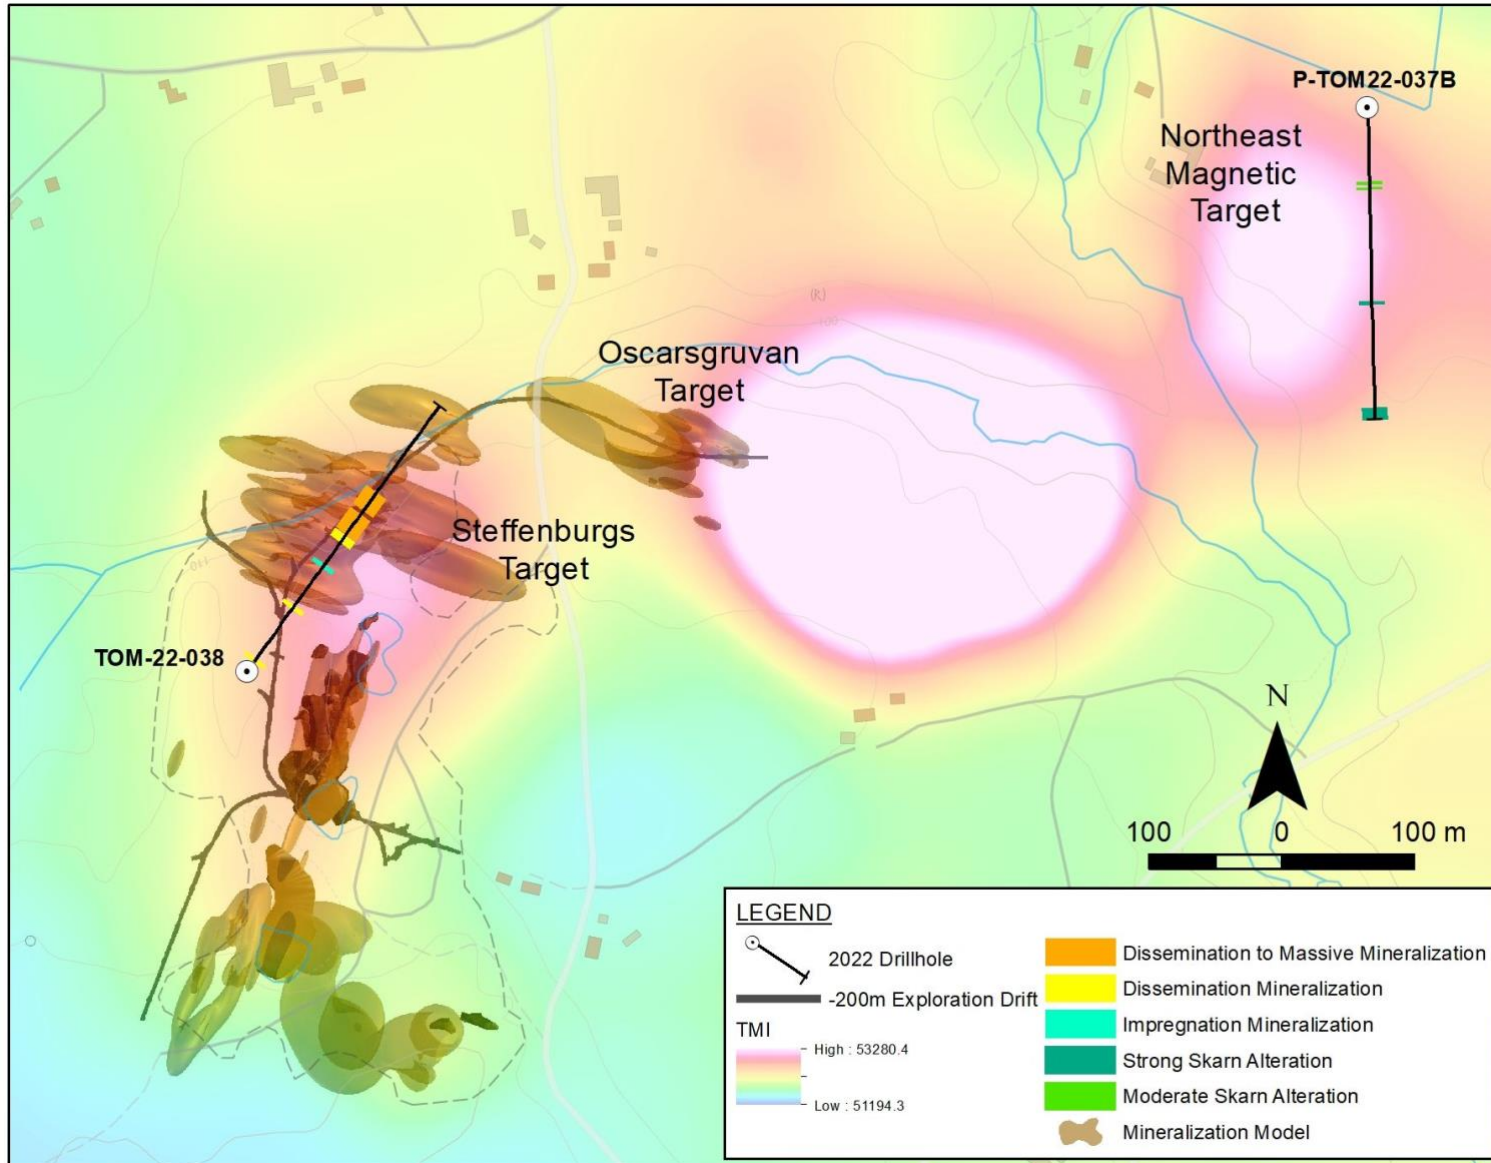 P-TOM22-037B
Northeast
Magnetic
Target
(R)
100
Oscarsgruvan
Target
Steffenburgs
Target
110
TOM-22-038
N
100 0 100 m
LEGEND
2022 Drillhole
-200m Exploration Drift
TMI
High : 53280.4
Low : 51194.3
Dissemination to Massive Mineralization
Dissemination Mineralization
Impregnation Mineralization
Strong Skarn Alteration
Moderate Skarn Alteration
Mineralization Model